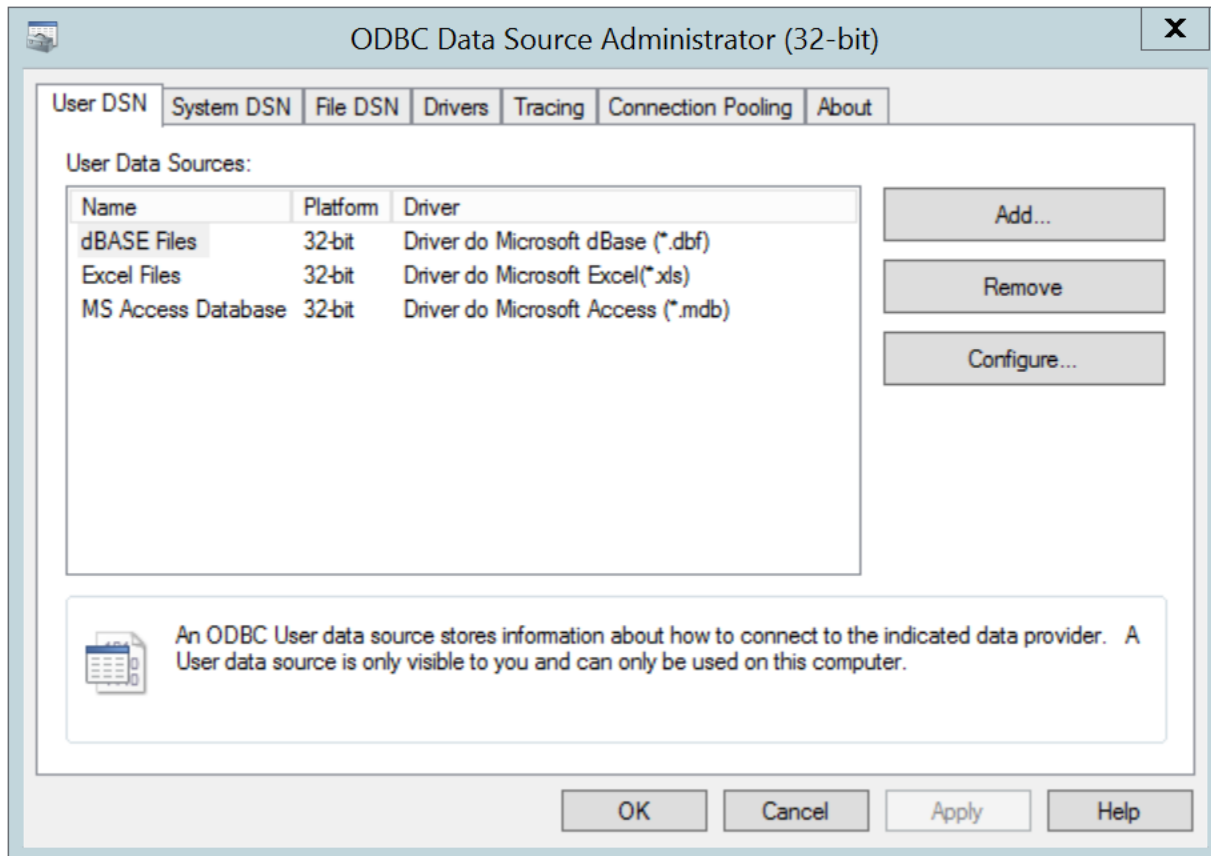 ODBC Data Source Administrator (32-bit)
X
User DSN System DSN File DSN Drivers Tracing Connection Pooling About
User Data Sources:
Name Platform Driver
dBASE Files 32-bit Driver do Microsoft dBase (*.dbf)
Excel Files 32-bit Driver do Microsoft Excel(*.xls)
MS Access Database 32-bit Driver do Microsoft Access (*.mdb)
Add...
Remove
Configure...
An ODBC User data source stores information about how to connect to the indicated data provider. A
User data source is only visible to you and can only be used on this computer.
OK Cancel Apply Help